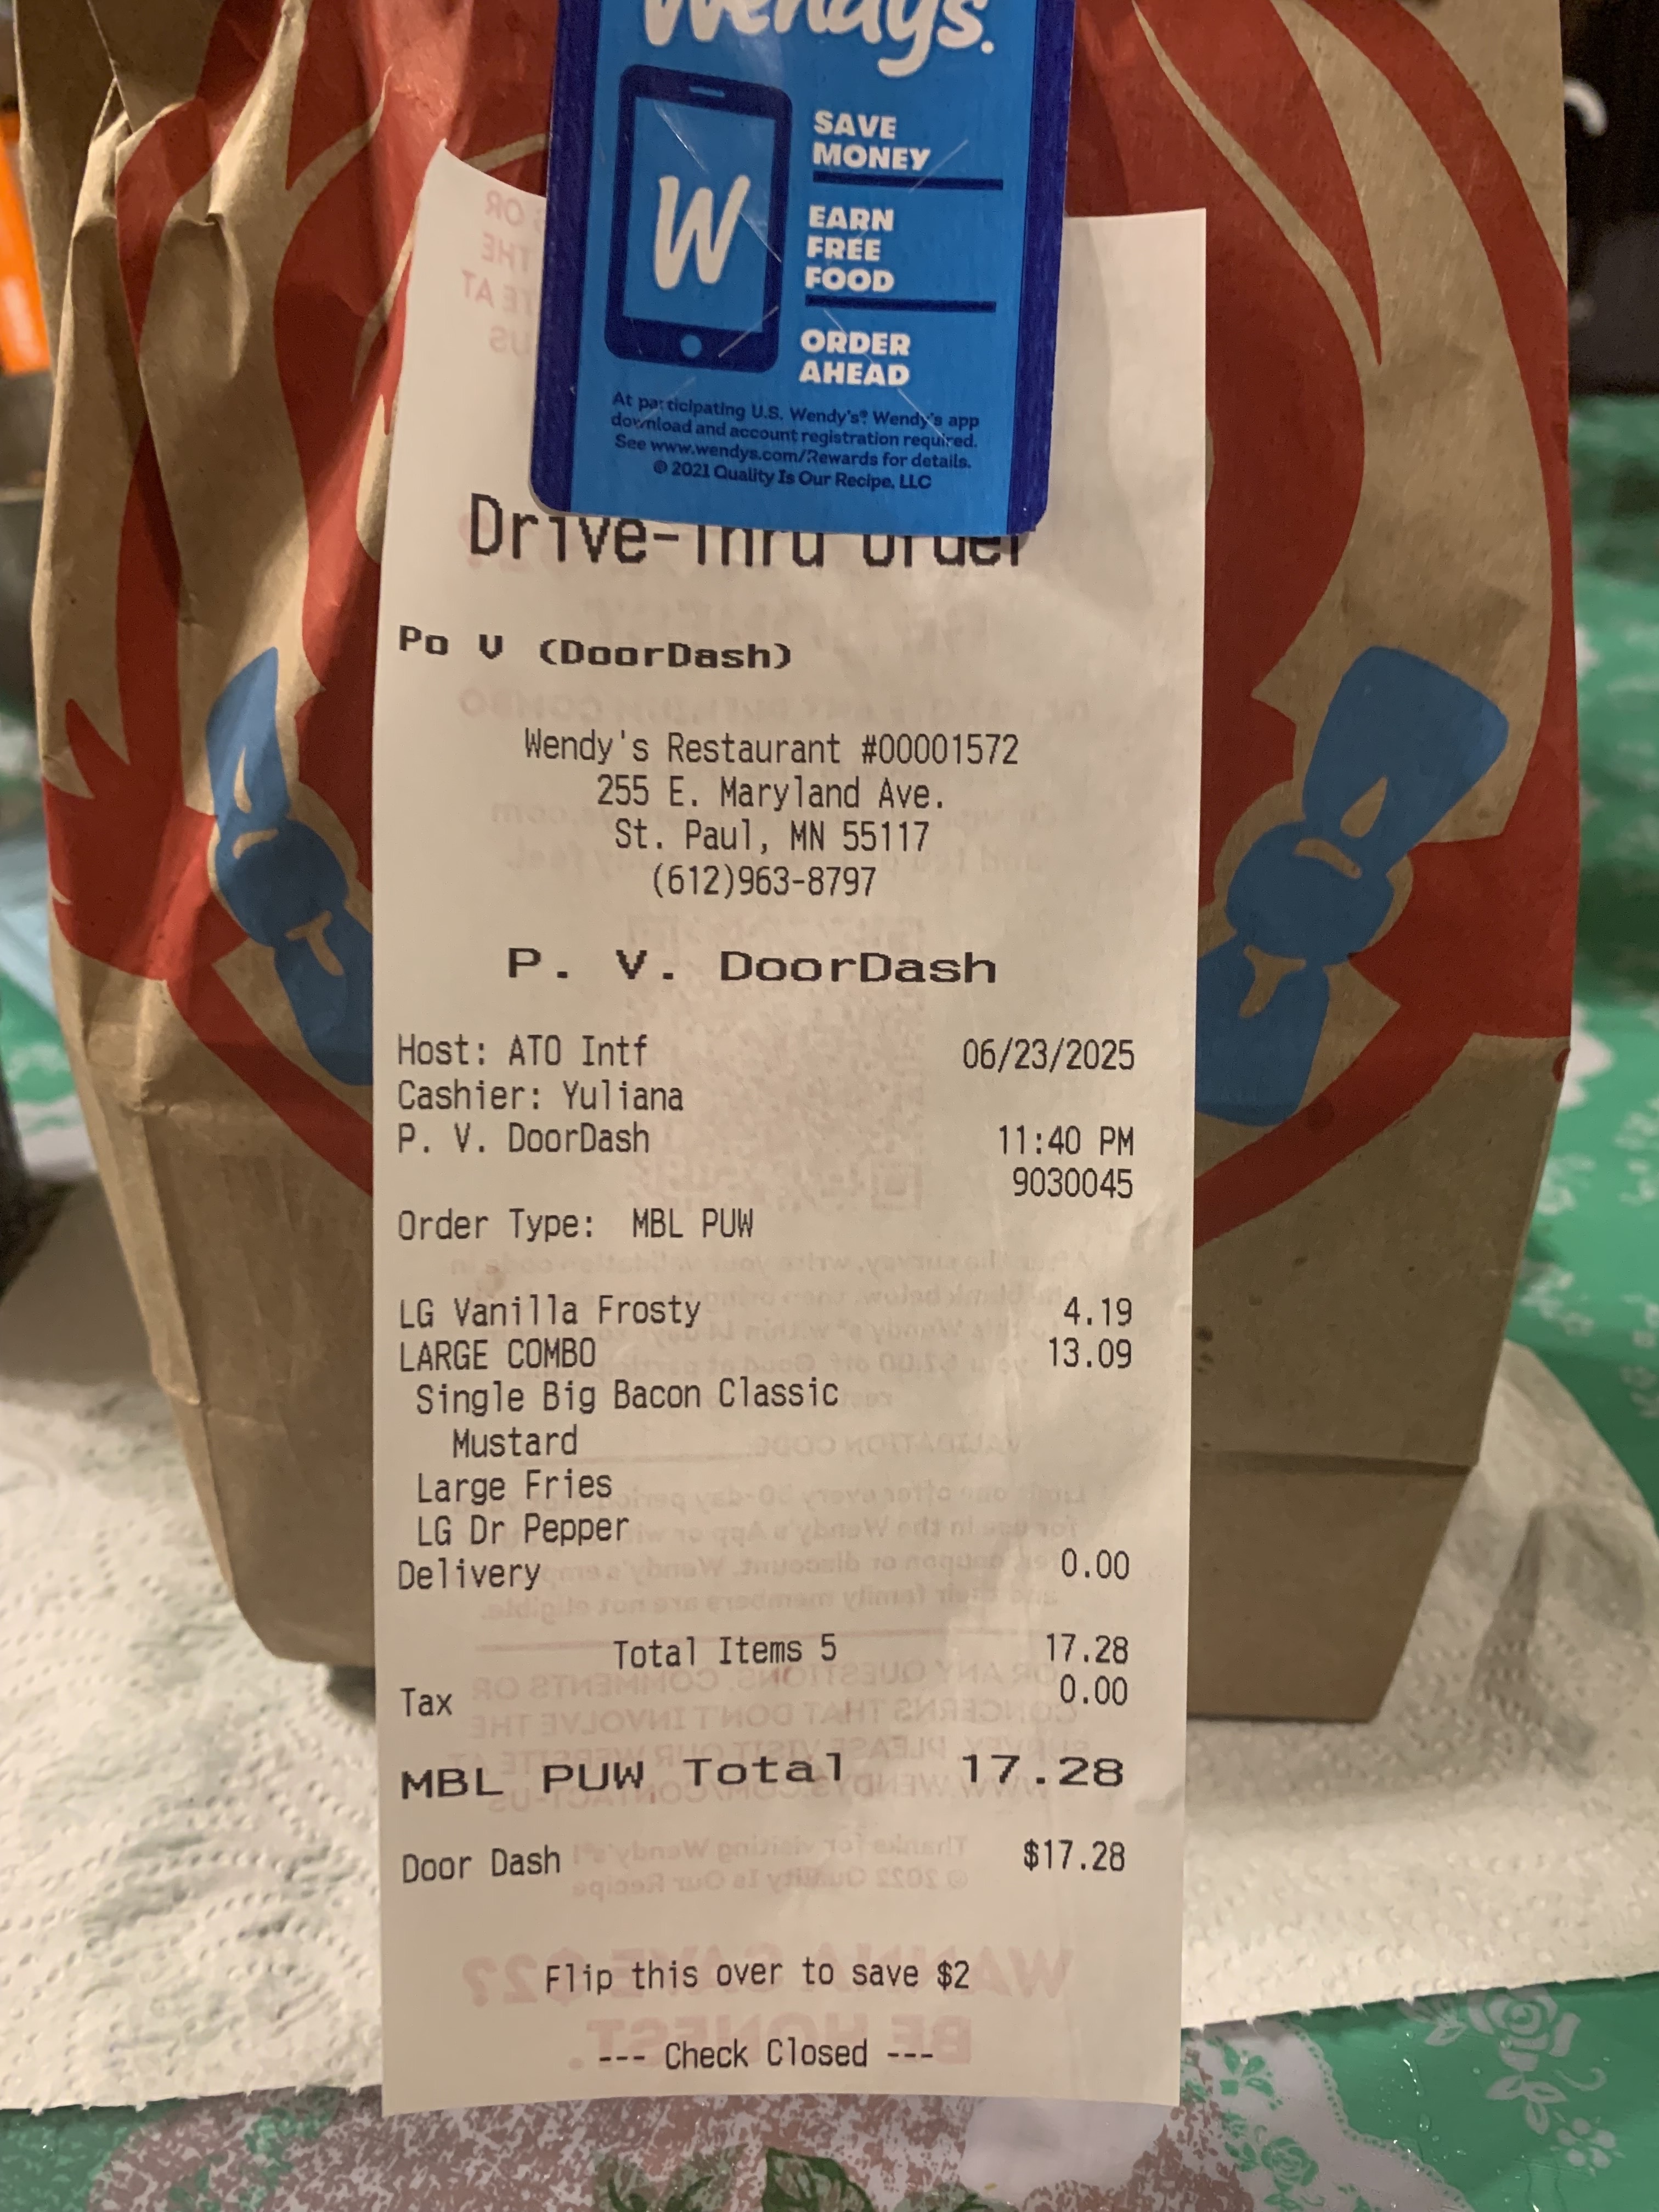 Wendy's.
W
SAVE
MONEY
EARN
FREE
FOOD
ORDER
AHEAD
At participating U.S. Wendy's® Wendy's app
download and account registration required.
See www.wendys.com/Rewards for details.
© 2021 Quality Is Our Recipe, LLC
Drive-Thru Order
Po V (DoorDash)
Wendy's Restaurant #00001572
255 E. Maryland Ave.
St. Paul, MN 55117
(612)963-8797
P. V. DoorDash
Host: ATO Intf 06/23/2025
Cashier: Yuliana
P. V. DoorDash 11:40 PM
9030045
Order Type: MBL PUW
LG Vanilla Frosty 4.19
LARGE COMBO 13.09
Single Big Bacon Classic
Mustard
Large Fries
LG Dr Pepper
Delivery 0.00
Total Items 5 17.28
Tax 0.00
MBL PUW Total 17.28
Door Dash $17.28
Flip this over to save $2
--- Check Closed ---